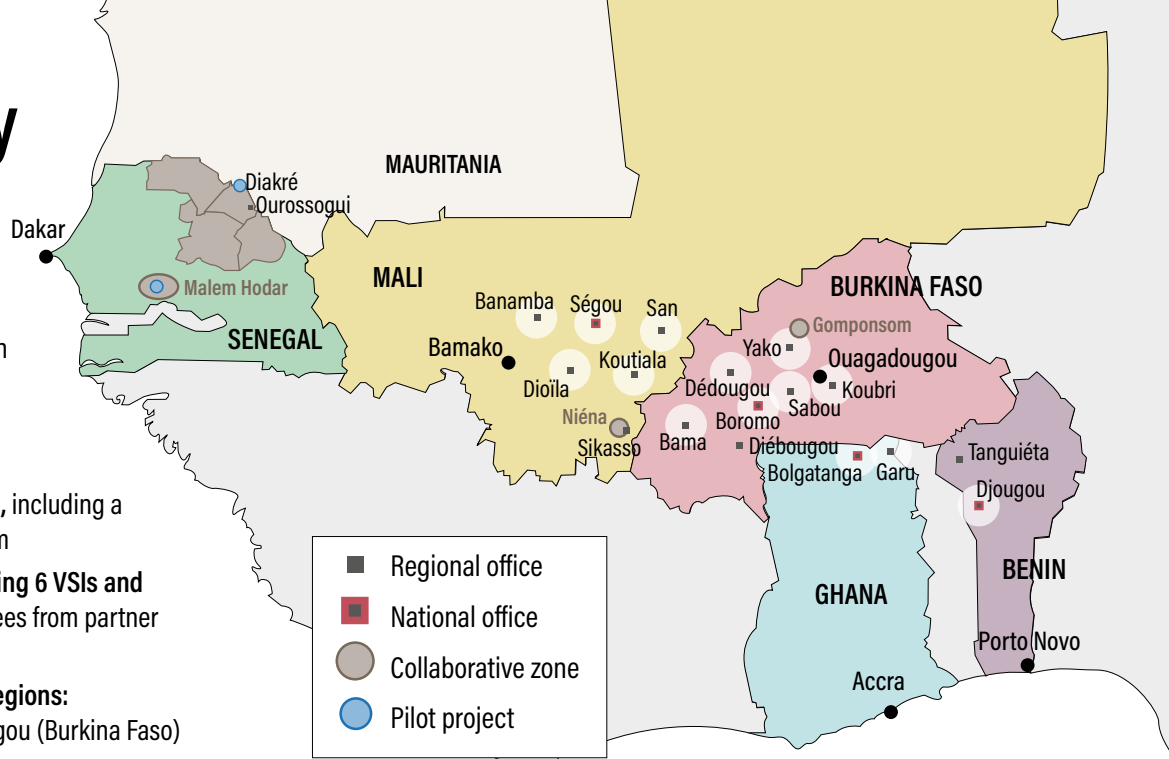 y
MAURITANIA
Diakré
Ourossogui
Dakar
MALI
Malem Hodar
BURKINA FASO
Banamba
Ségou
San
Gomponsom
SENEGAL
Bamako
Yako
Ouagadougou
Koutiala
Dioïla
Dédougou
Koubri
Sabou
Niéna
Boromo
Sikasso
Bama
Diébougou
Tanguiéta
Bolgatanga
Garu
Djougou
, including a
Regional office
BENIN
ing 6 VSIs and
GHANA
National office
ees from partner
Porto Novo
Collaborative zone
Accra
egions:
Pilot project
gou (Burkina Faso)